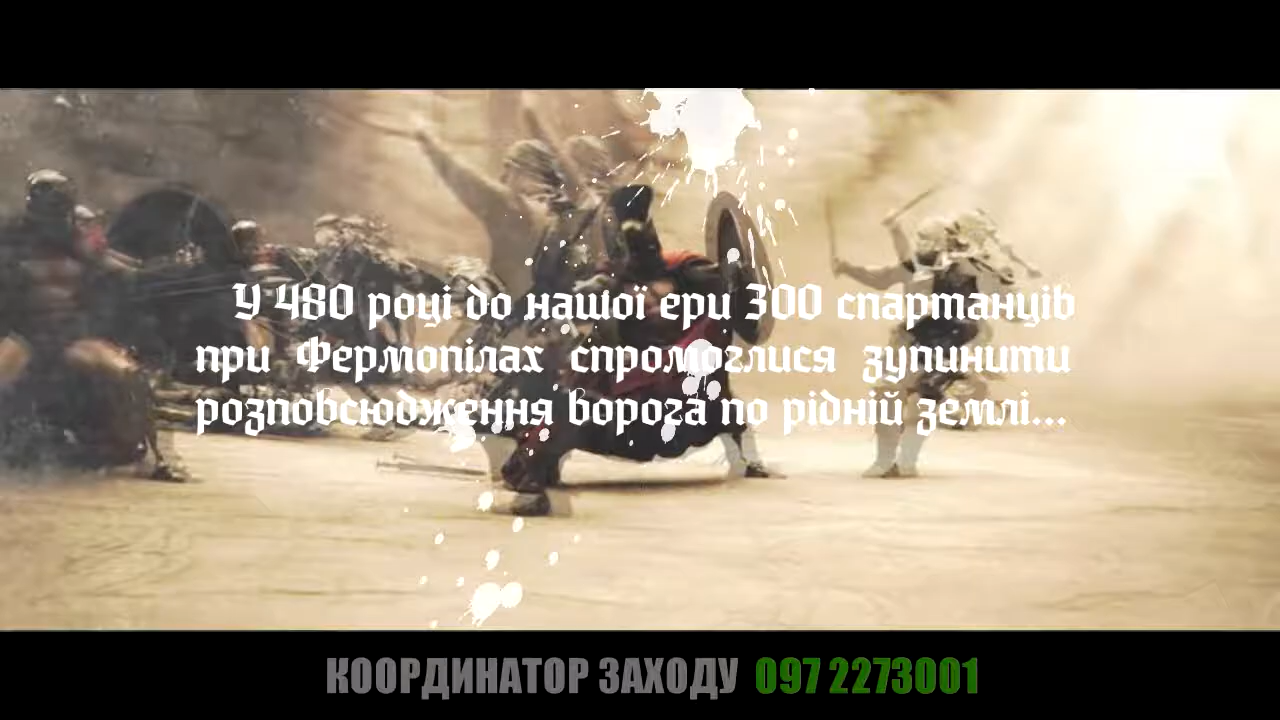 У 480 році до нашої ери 300 спартанців
при Фермопілах спромоглися зупинити
розповсюдження ворога по рідній землі...
КООРДИНАТОР ЗАХОДУ 097 2273001